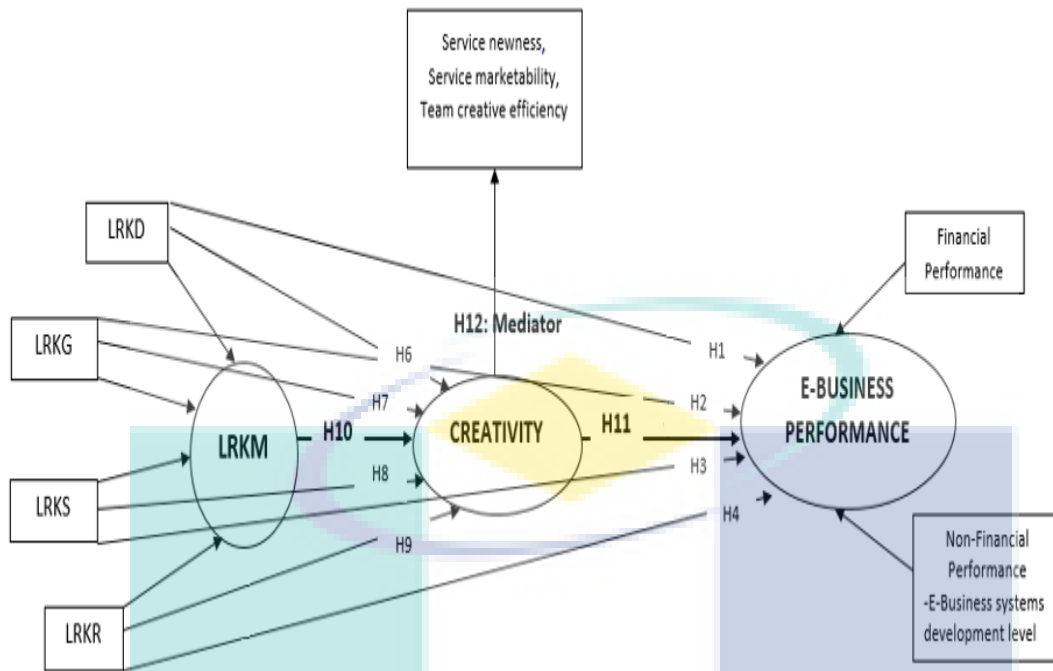 Service newness,
Service marketability,
Team creative efficiency
LRKD
Financial
Performance
H12: Mediator
LRKG
H6
H1
H7
H2
E-BUSINESS
PERFORMANCE
LRKM
H10
CREATIVITY
H11
H3
LRKS
H8
H4
H9
Non-Financial
Performance
-E-Business systems
development level
LRKR